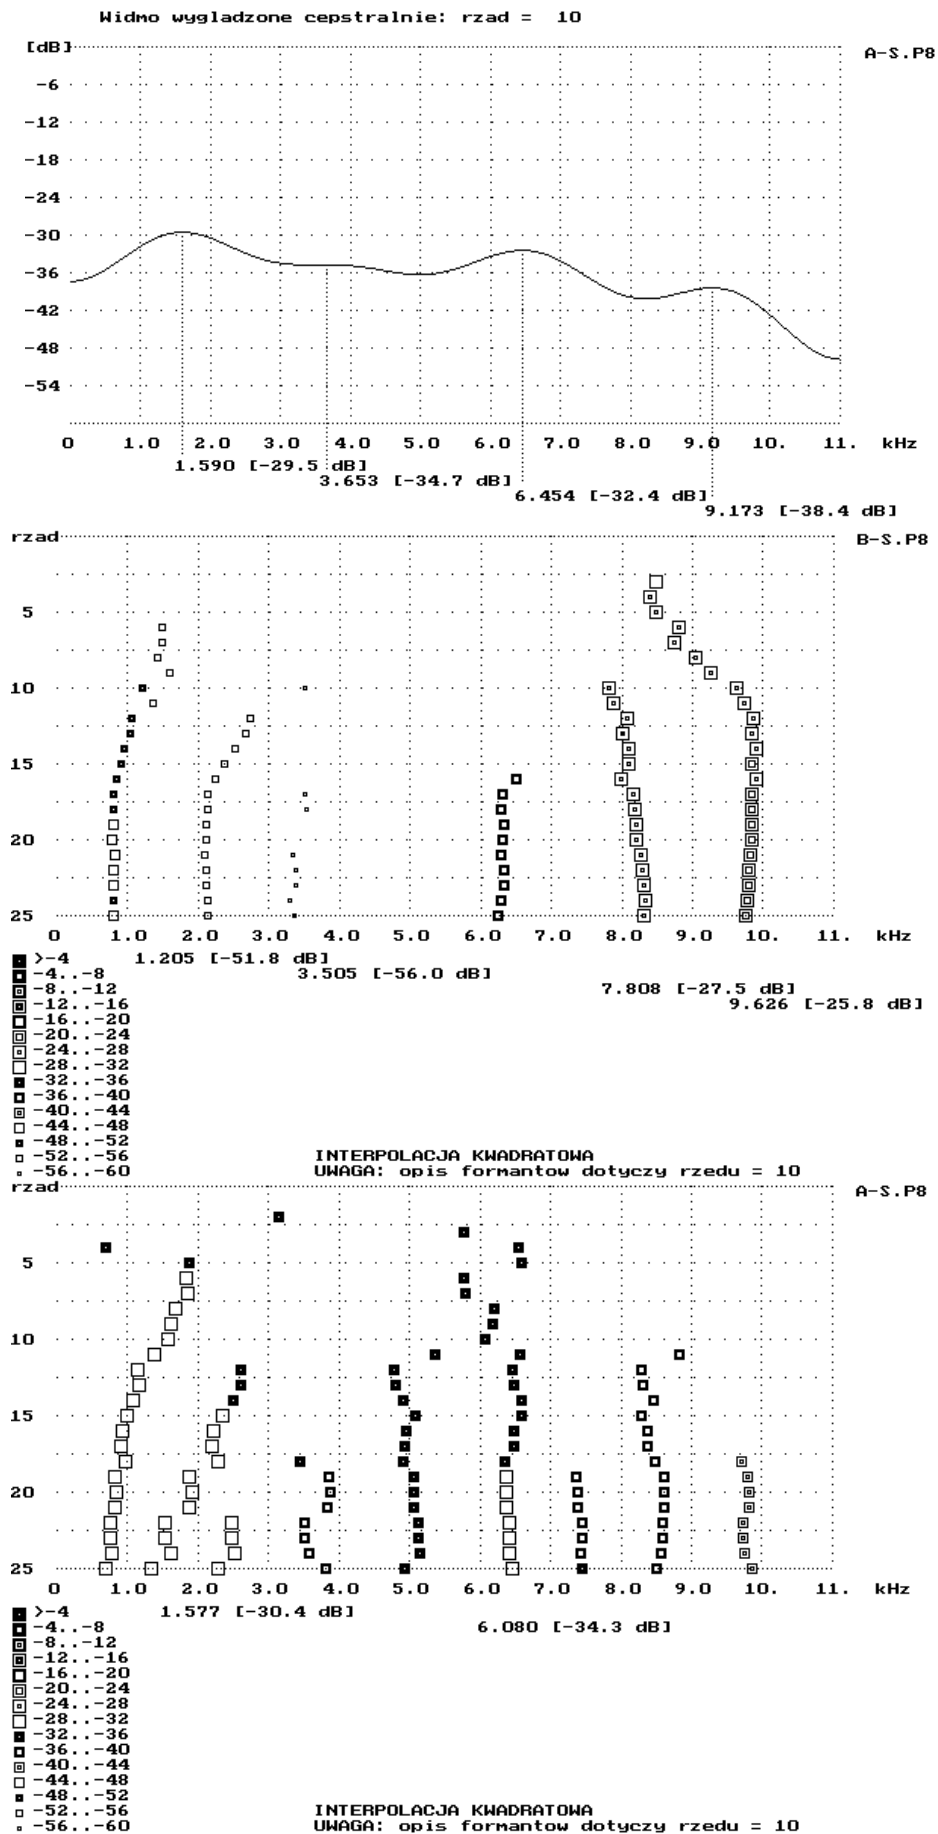 Widmo wygladzone cepstralnie: rzad = 10
[dB]
A-S.P8
-6
-12
-18
-24
-30
-36
-42
-48
-54
0 1.0 2.0 3.0 4.0 5.0 6.0 7.0 8.0 9.0 10. 11. kHz
1.590 [-29.5 dB]
3.653 [-34.7 dB]
6.454 [-32.4 dB]
9.173 [-38.4 dB]
rzad
B-S.P8
5
10
15
20
25
0 1.0 2.0 3.0 4.0 5.0 6.0 7.0 8.0 9.0 10. 11. kHz
>-4 1.205 [-51.8 dB]
-4..-8 3.505 [-56.0 dB]
-8..-12 7.808 [-27.5 dB]
-12..-16 9.626 [-25.8 dB]
-16..-20
-20..-24
-24..-28
-28..-32
-32..-36
-36..-40
-40..-44
-44..-48
-48..-52
-52..-56 INTERPOLACJA KWADRATOWA
-56..-60 UWAGA: opis formantow dotyczy rzedu = 10
rzad
A-S.P8
5
10
15
20
25
0 1.0 2.0 3.0 4.0 5.0 6.0 7.0 8.0 9.0 10. 11. kHz
>-4 1.577 [-30.4 dB]
-4..-8 6.080 [-34.3 dB]
-8..-12
-12..-16
-16..-20
-20..-24
-24..-28
-28..-32
-32..-36
-36..-40
-40..-44
-44..-48
-48..-52
-52..-56 INTERPOLACJA KWADRATOWA
-56..-60 UWAGA: opis formantow dotyczy rzedu = 10